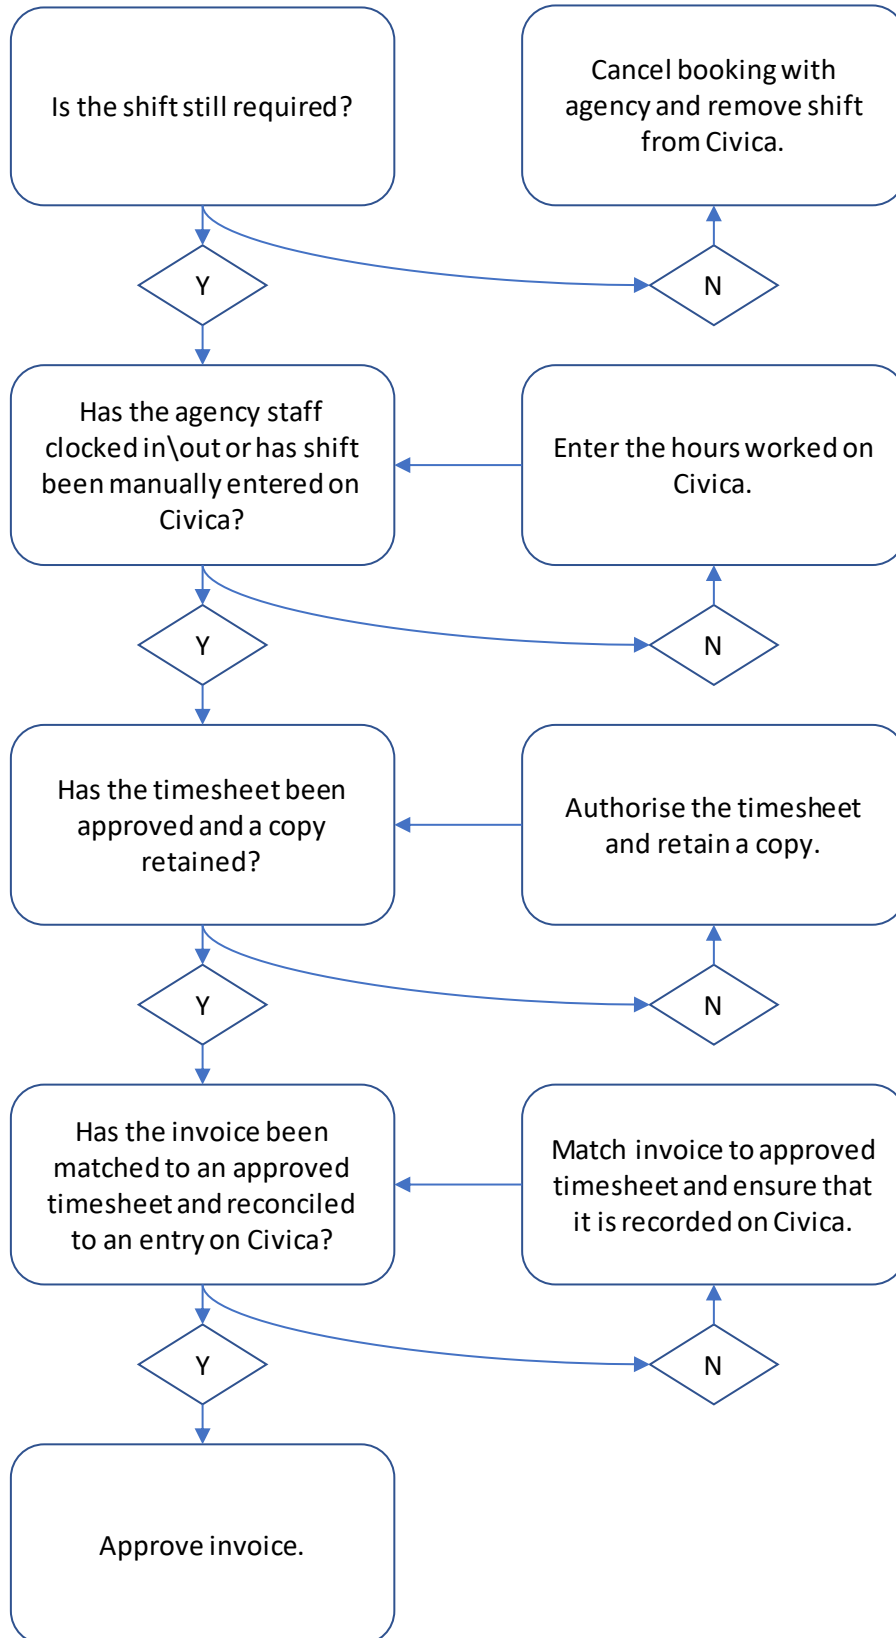 Is the shift still required?
Cancel booking with
agency and remove shift
from Civica.
Y
N
Has the agency staff
clocked in\out or has shift
been manually entered on
Civica?
Enter the hours worked on
Civica.
Y
N
Has the timesheet been
approved and a copy
retained?
Authorise the timesheet
and retain a copy.
Y
N
Has the invoice been
matched to an approved
timesheet and reconciled
to an entry on Civica?
Match invoice to approved
timesheet and ensure that
it is recorded on Civica.
Y
N
Approve invoice.